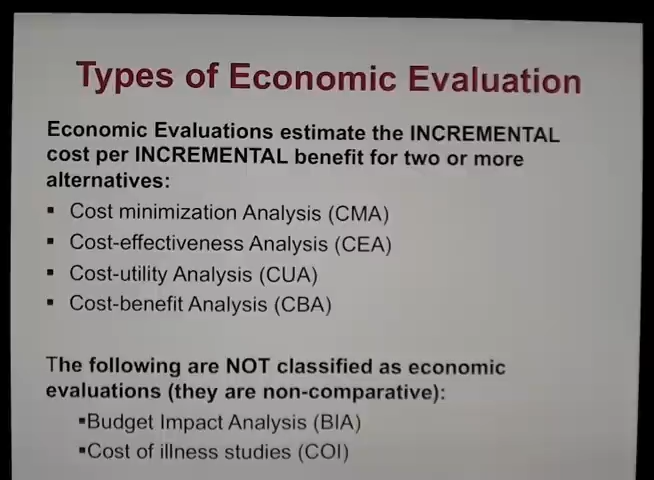 Types of Economic Evaluation
Economic Evaluations estimate the INCREMENTAL
cost per INCREMENTAL benefit for two or more
alternatives:
▪ Cost minimization Analysis (CMA)
▪ Cost-effectiveness Analysis (CEA)
▪ Cost-utility Analysis (CUA)
▪ Cost-benefit Analysis (CBA)
The following are NOT classified as economic
evaluations (they are non-comparative):
▪Budget Impact Analysis (BIA)
▪Cost of illness studies (COI)